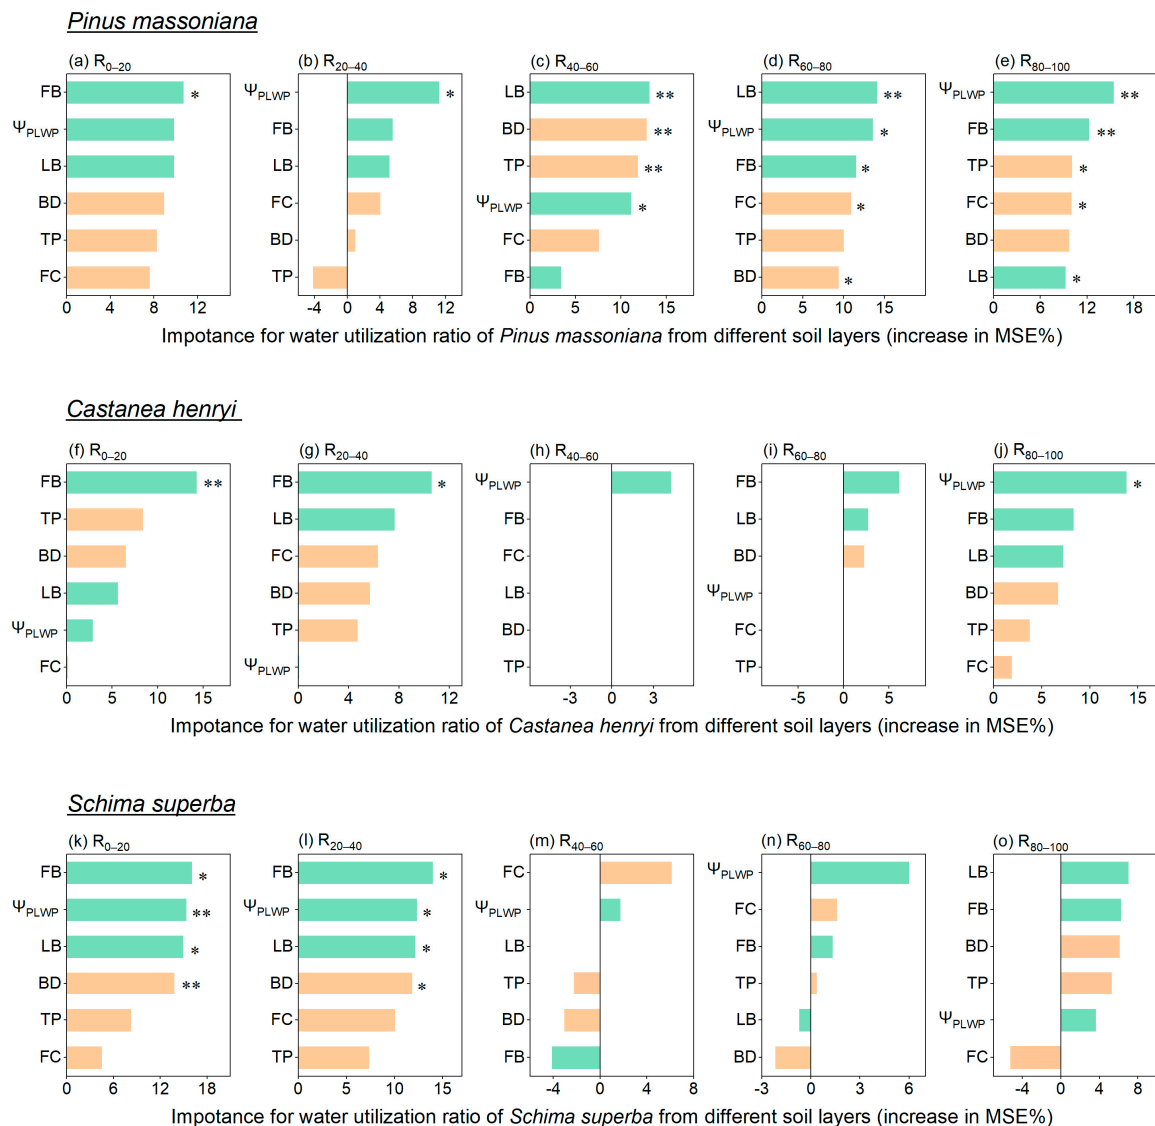 Pinus massoniana
(a) R0–20
(b) R20–40
(c) R40–60
(d) R60–80
(e) R80–100
FB
*
ΨPLWP
LB
BD
TP
FC
0 4 8 12
ΨPLWP
*
FB
LB
FC
BD
TP
-4 0 4 8 12
LB
**
BD
**
TP
**
ΨPLWP
*
FC
FB
0 5 10 15
LB
**
ΨPLWP
*
FB
*
FC
*
TP
BD
*
0 5 10 15
ΨPLWP
**
FB
**
TP
*
FC
*
BD
LB
*
0 6 12 18
Impotance for water utilization ratio of Pinus massoniana from different soil layers (increase in MSE%)
Castanea henryi
(f) R0–20
(g) R20–40
(h) R40–60
(i) R60–80
(j) R80–100
FB
**
TP
BD
LB
ΨPLWP
FC
0 5 10 15
FB
*
LB
FC
BD
TP
ΨPLWP
0 4 8 12
ΨPLWP
FB
FC
LB
BD
TP
-3 0 3
FB
LB
BD
ΨPLWP
FC
TP
-5 0 5
ΨPLWP
*
FB
LB
BD
TP
FC
0 5 10 15
Impotance for water utilization ratio of Castanea henryi from different soil layers (increase in MSE%)
Schima superba
(k) R0–20
(l) R20–40
(m) R40–60
(n) R60–80
(o) R80–100
FB
*
ΨPLWP
**
LB
*
BD
**
TP
FC
0 6 12 18
FB
*
ΨPLWP
*
LB
*
BD
*
FC
TP
0 5 10 15
FC
ΨPLWP
LB
TP
BD
FB
-4 0 4 8
ΨPLWP
FC
FB
TP
LB
BD
-3 0 3 6
LB
FB
BD
TP
ΨPLWP
FC
-4 0 4 8
Impotance for water utilization ratio of Schima superba from different soil layers (increase in MSE%)